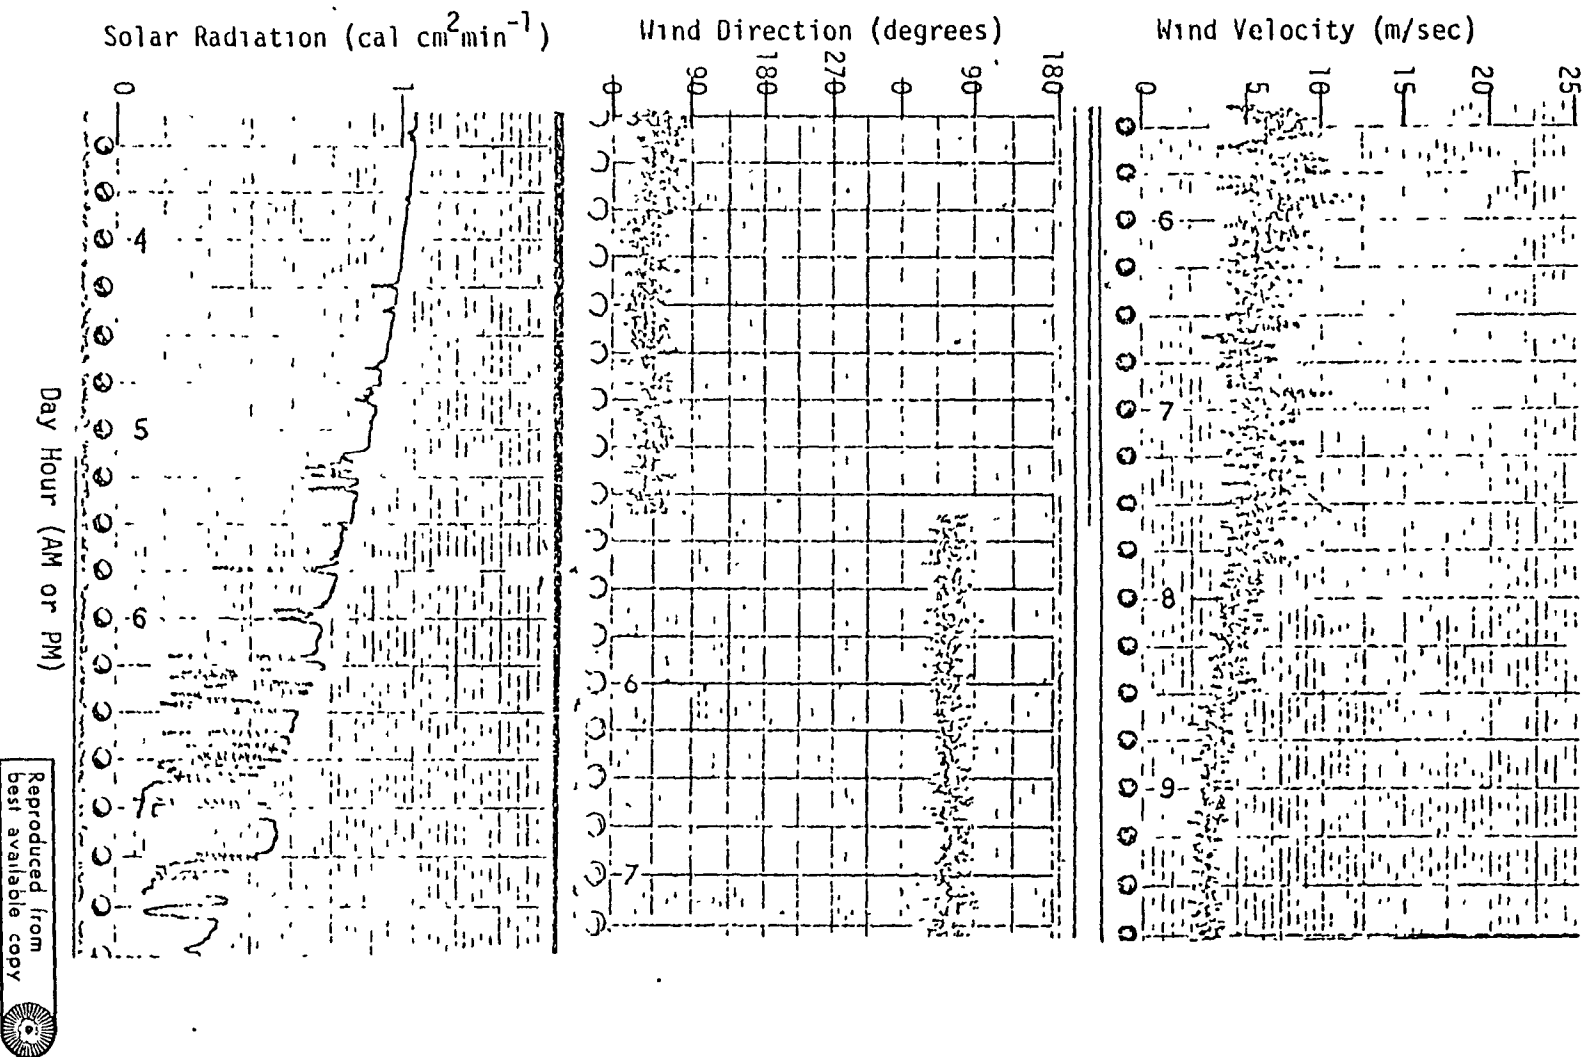 Solar Radiation (cal cm²min⁻¹)
0 1
4
5
6
Wind Direction (degrees)
0 90 180 270 0 90 180
6
7
Wind Velocity (m/sec)
0 5 10 15 20 25
6
7
8
9
Day Hour (AM or PM)
Reproduced from
best available copy